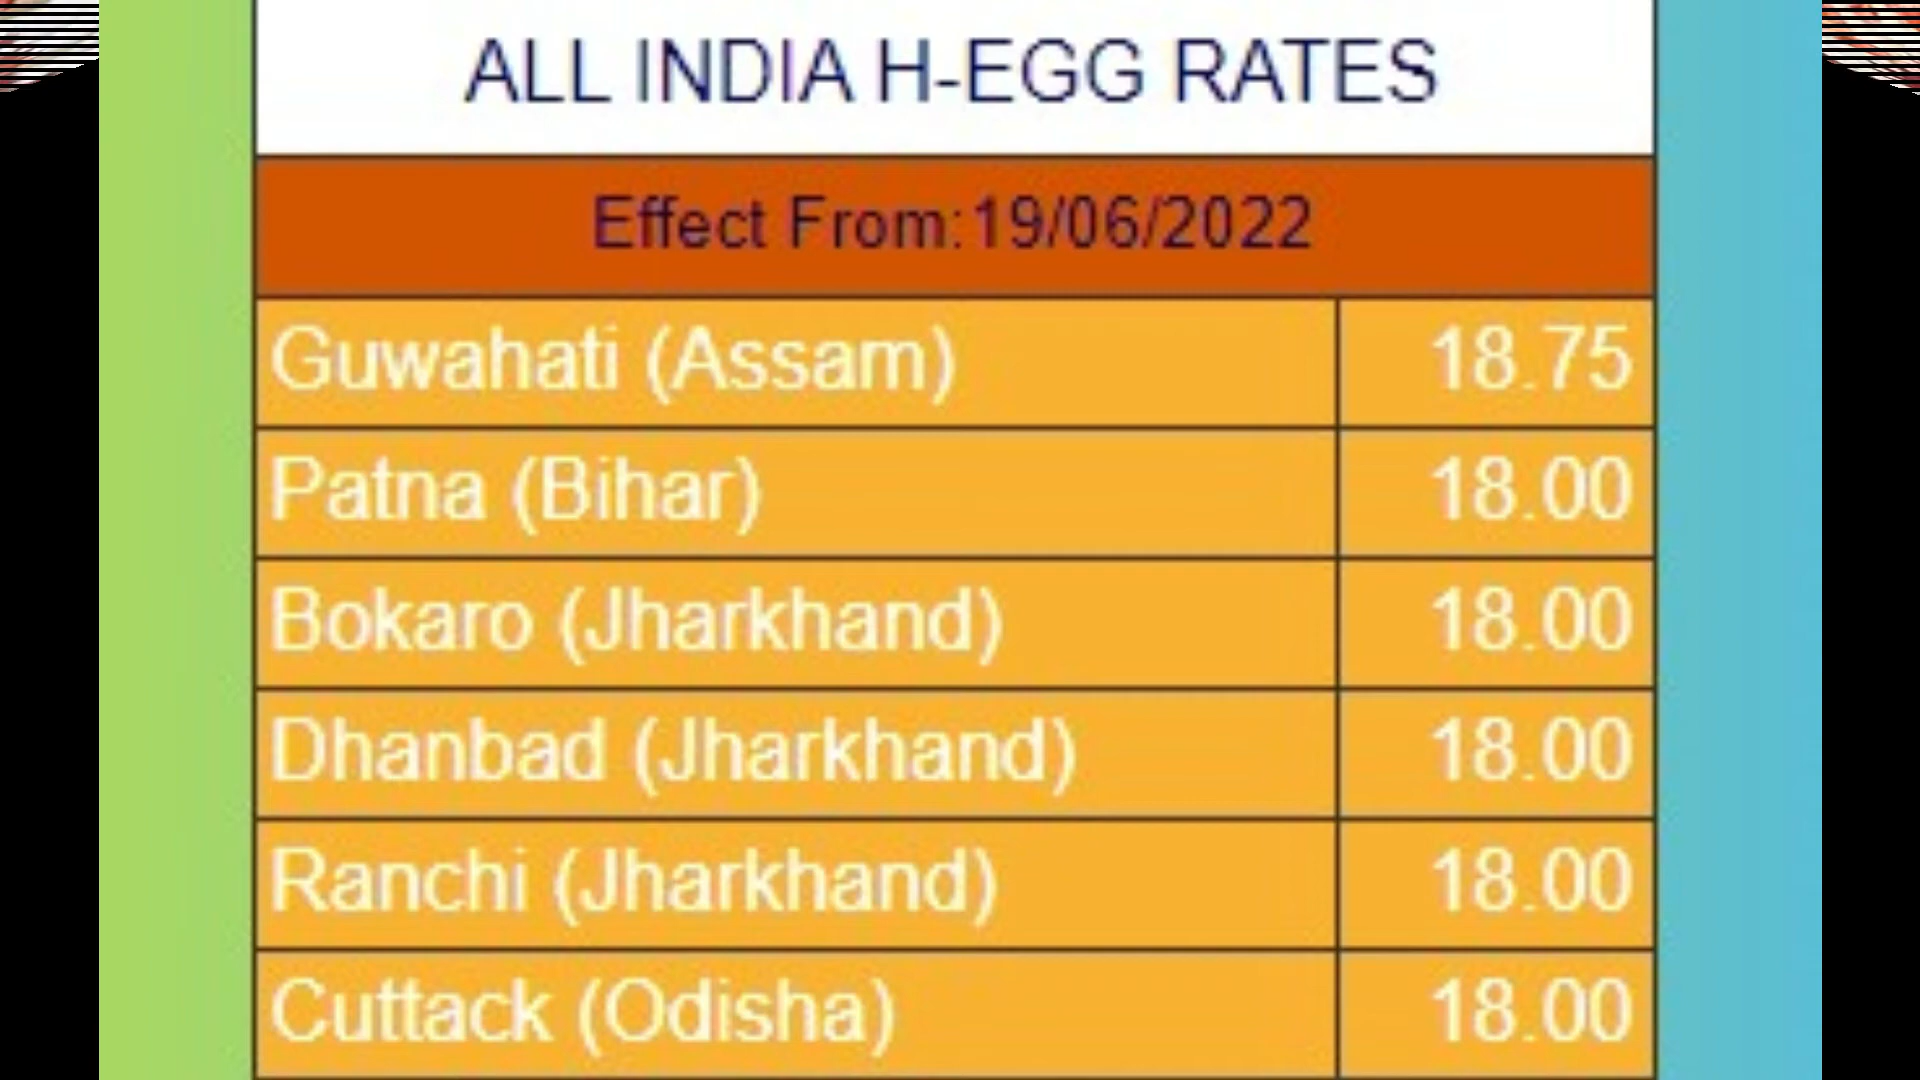 ALL INDIA H-EGG RATES
Effect From:19/06/2022
Guwahati (Assam) 18.75
Patna (Bihar) 18.00
Bokaro (Jharkhand) 18.00
Dhanbad (Jharkhand) 18.00
Ranchi (Jharkhand) 18.00
Cuttack (Odisha) 18.00